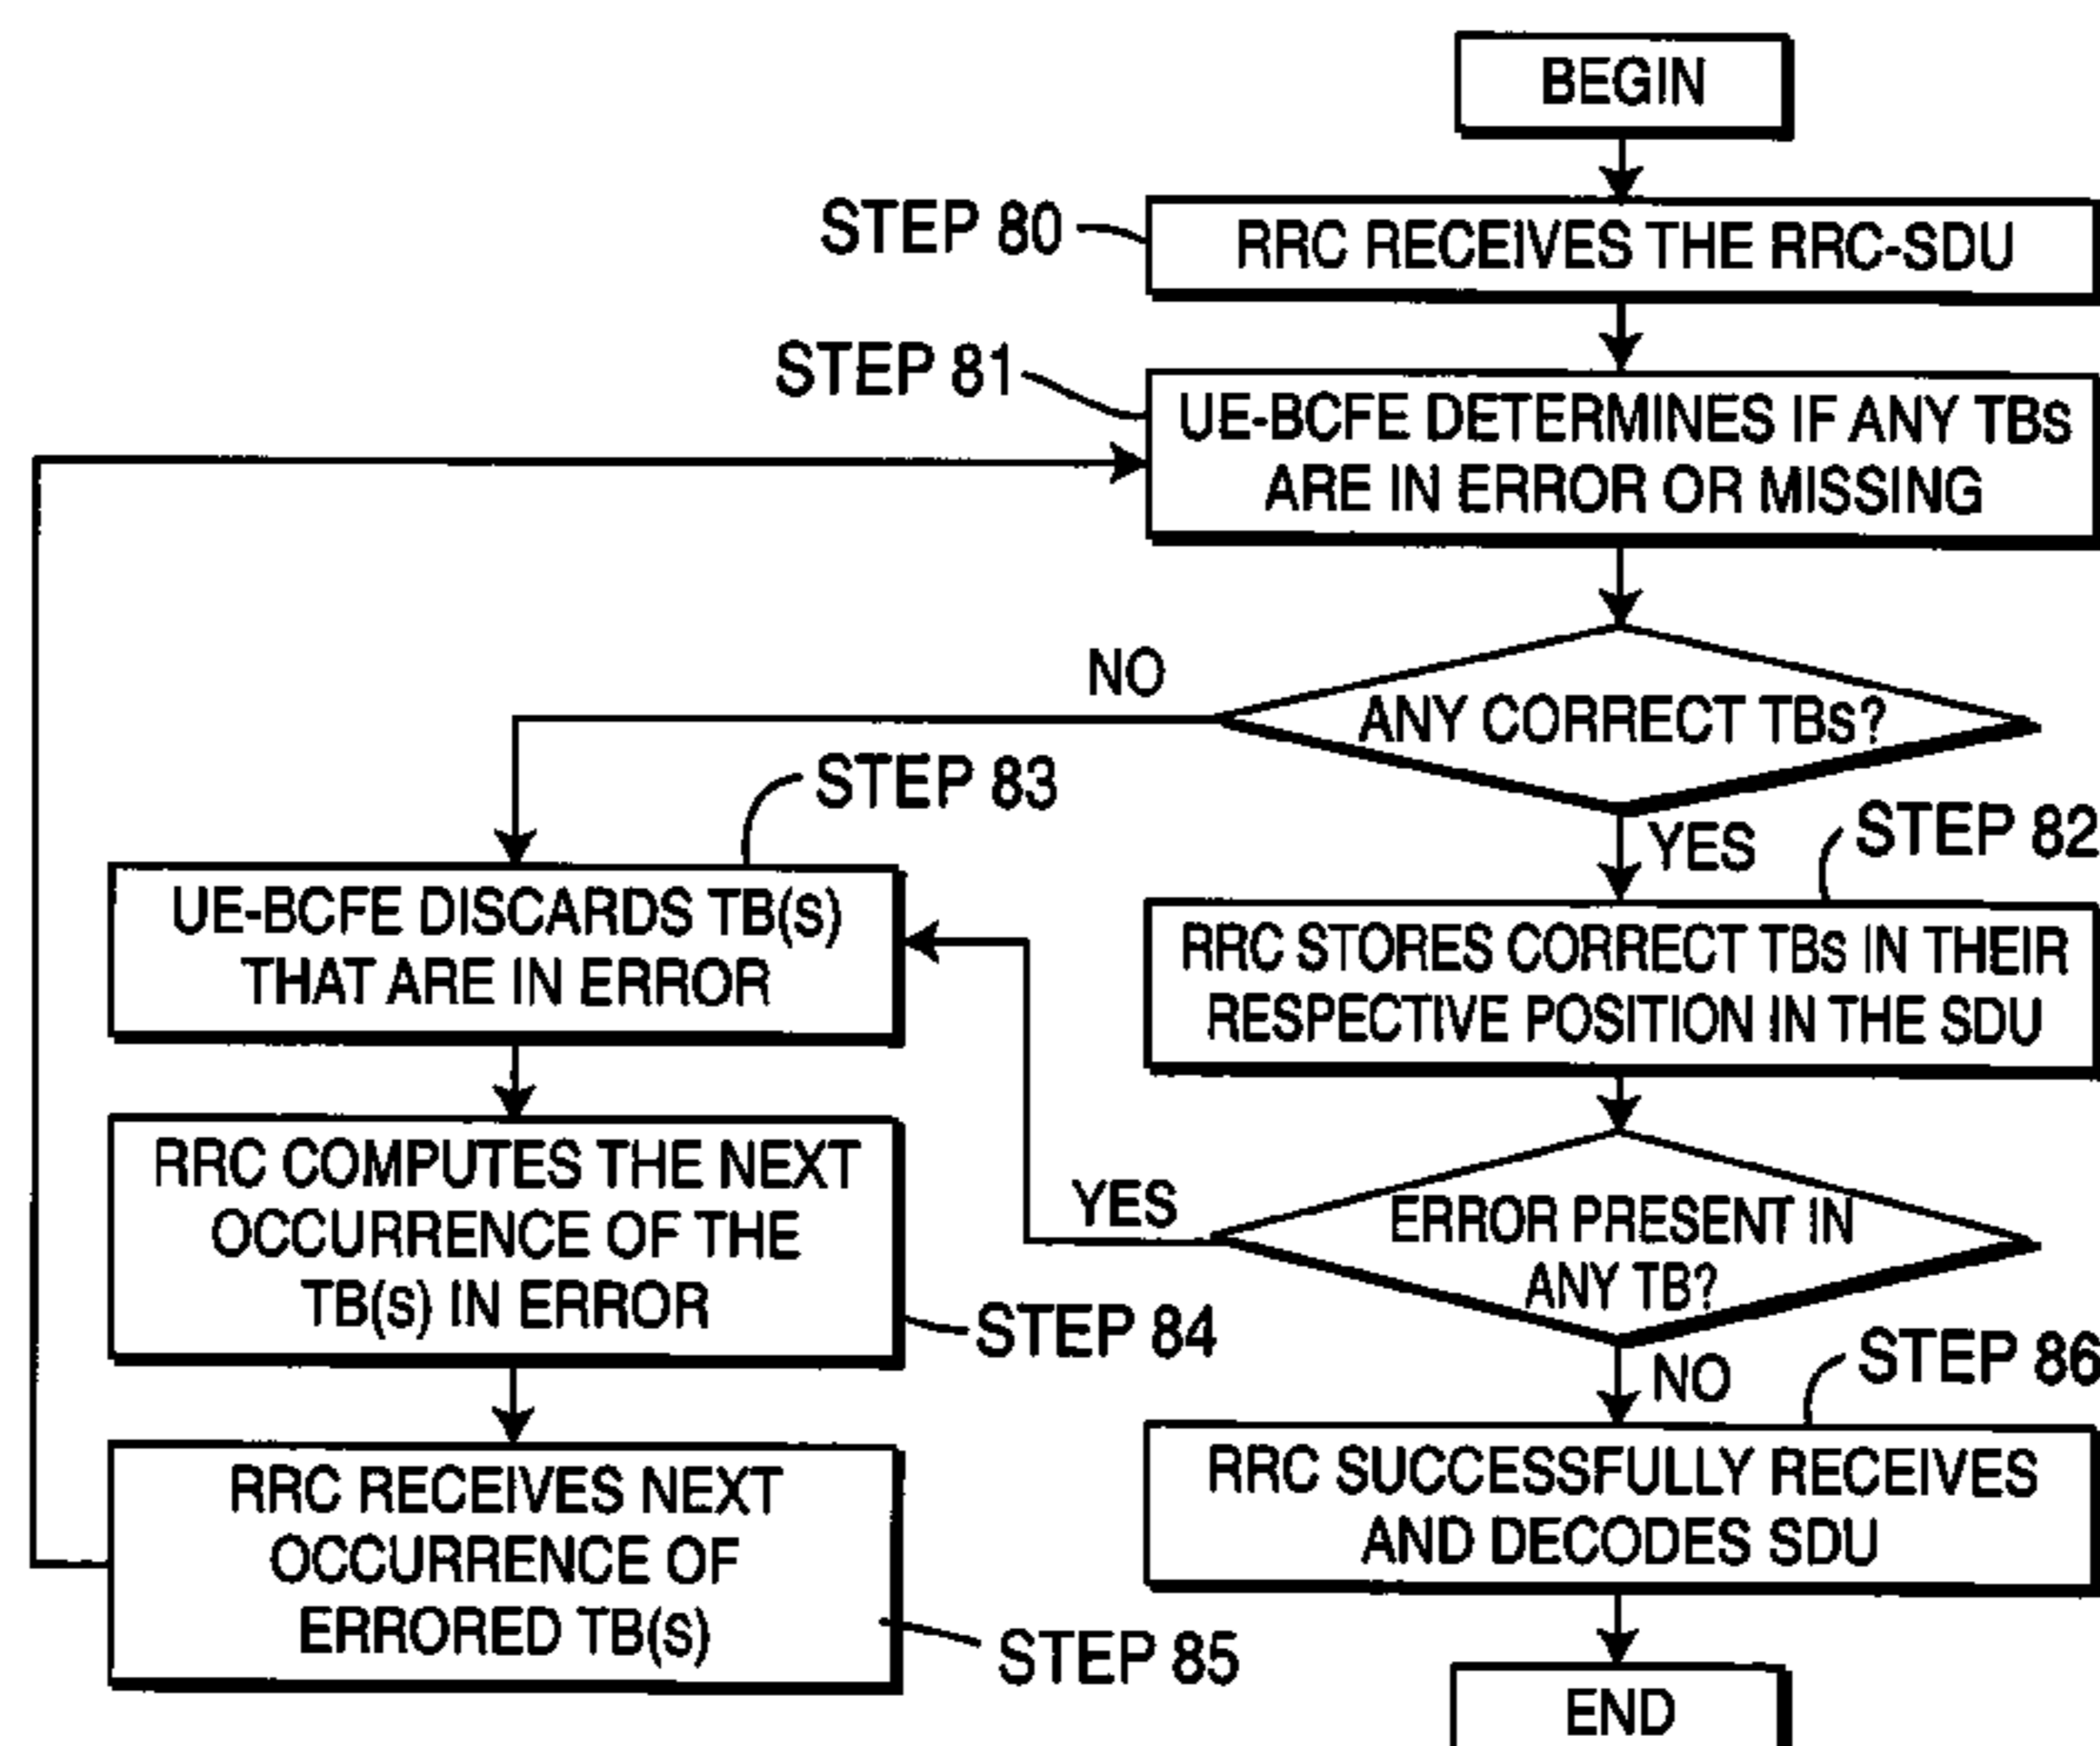 BEGIN
STEP 80
RRC RECEIVES THE RRC-SDU
STEP 81
UE-BCFE DETERMINES IF ANY TBs
ARE IN ERROR OR MISSING
NO
ANY CORRECT TBs?
STEP 83
YES
STEP 82
UE-BCFE DISCARDS TB(S)
THAT ARE IN ERROR
RRC STORES CORRECT TBs IN THEIR
RESPECTIVE POSITION IN THE SDU
RRC COMPUTES THE NEXT
OCCURRENCE OF THE
TB(S) IN ERROR
STEP 84
YES
ERROR PRESENT IN
ANY TB?
NO
STEP 86
RRC RECEIVES NEXT
OCCURRENCE OF
ERRORED TB(S)
STEP 85
RRC SUCCESSFULLY RECEIVES
AND DECODES SDU
END